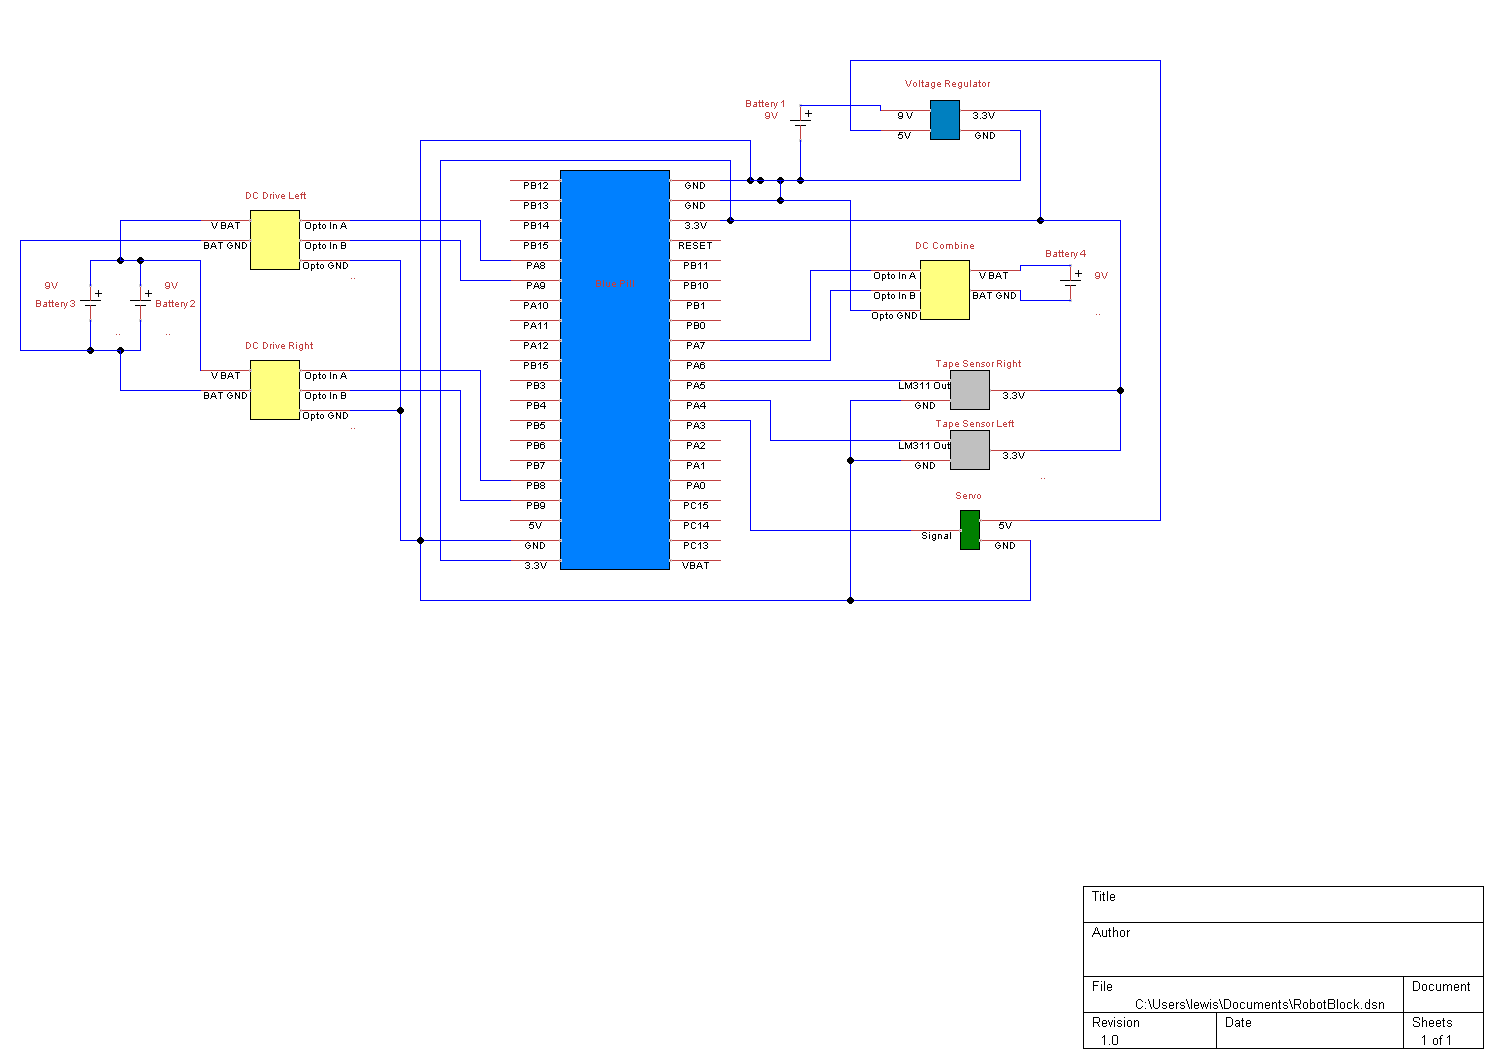 Voltage Regulator
Battery 1
9V
9V
3.3V
5V
GND
DC Drive Left
V BAT
BAT GND
Opto In A
Opto In B
Opto GND
9V
Battery 3
9V
Battery 2
DC Drive Right
V BAT
BAT GND
Opto In A
Opto In B
Opto GND
PB12
PB13
PB14
PB15
PA8
PA9
PA10
PA11
PA12
PB15
PB3
PB4
PB5
PB6
PB7
PB8
PB9
5V
GND
3.3V
GND
GND
3.3V
RESET
PB11
PB10
PB1
PB0
PA7
PA6
PA5
PA4
PA3
PA2
PA1
PA0
PC15
PC14
PC13
VBAT
DC Combine
Opto In A
Opto In B
Opto GND
V BAT
BAT GND
Battery 4
9V
Tape Sensor Right
LM311 Out
GND
3.3V
Tape Sensor Left
LM311 Out
GND
3.3V
Servo
Signal
5V
GND
Title
Author
File
C:\Users\lewis\Documents\RobotBlock.dsn
Document
Revision
1.0
Date
Sheets
1 of 1